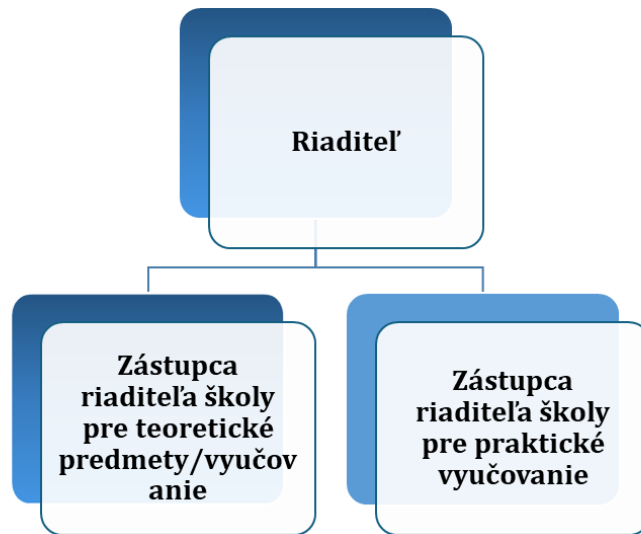 Riaditeľ
Zástupca
riaditeľa školy
pre teoretické
predmety/vyučov
anie
Zástupca
riaditeľa školy
pre praktické
vyučovanie